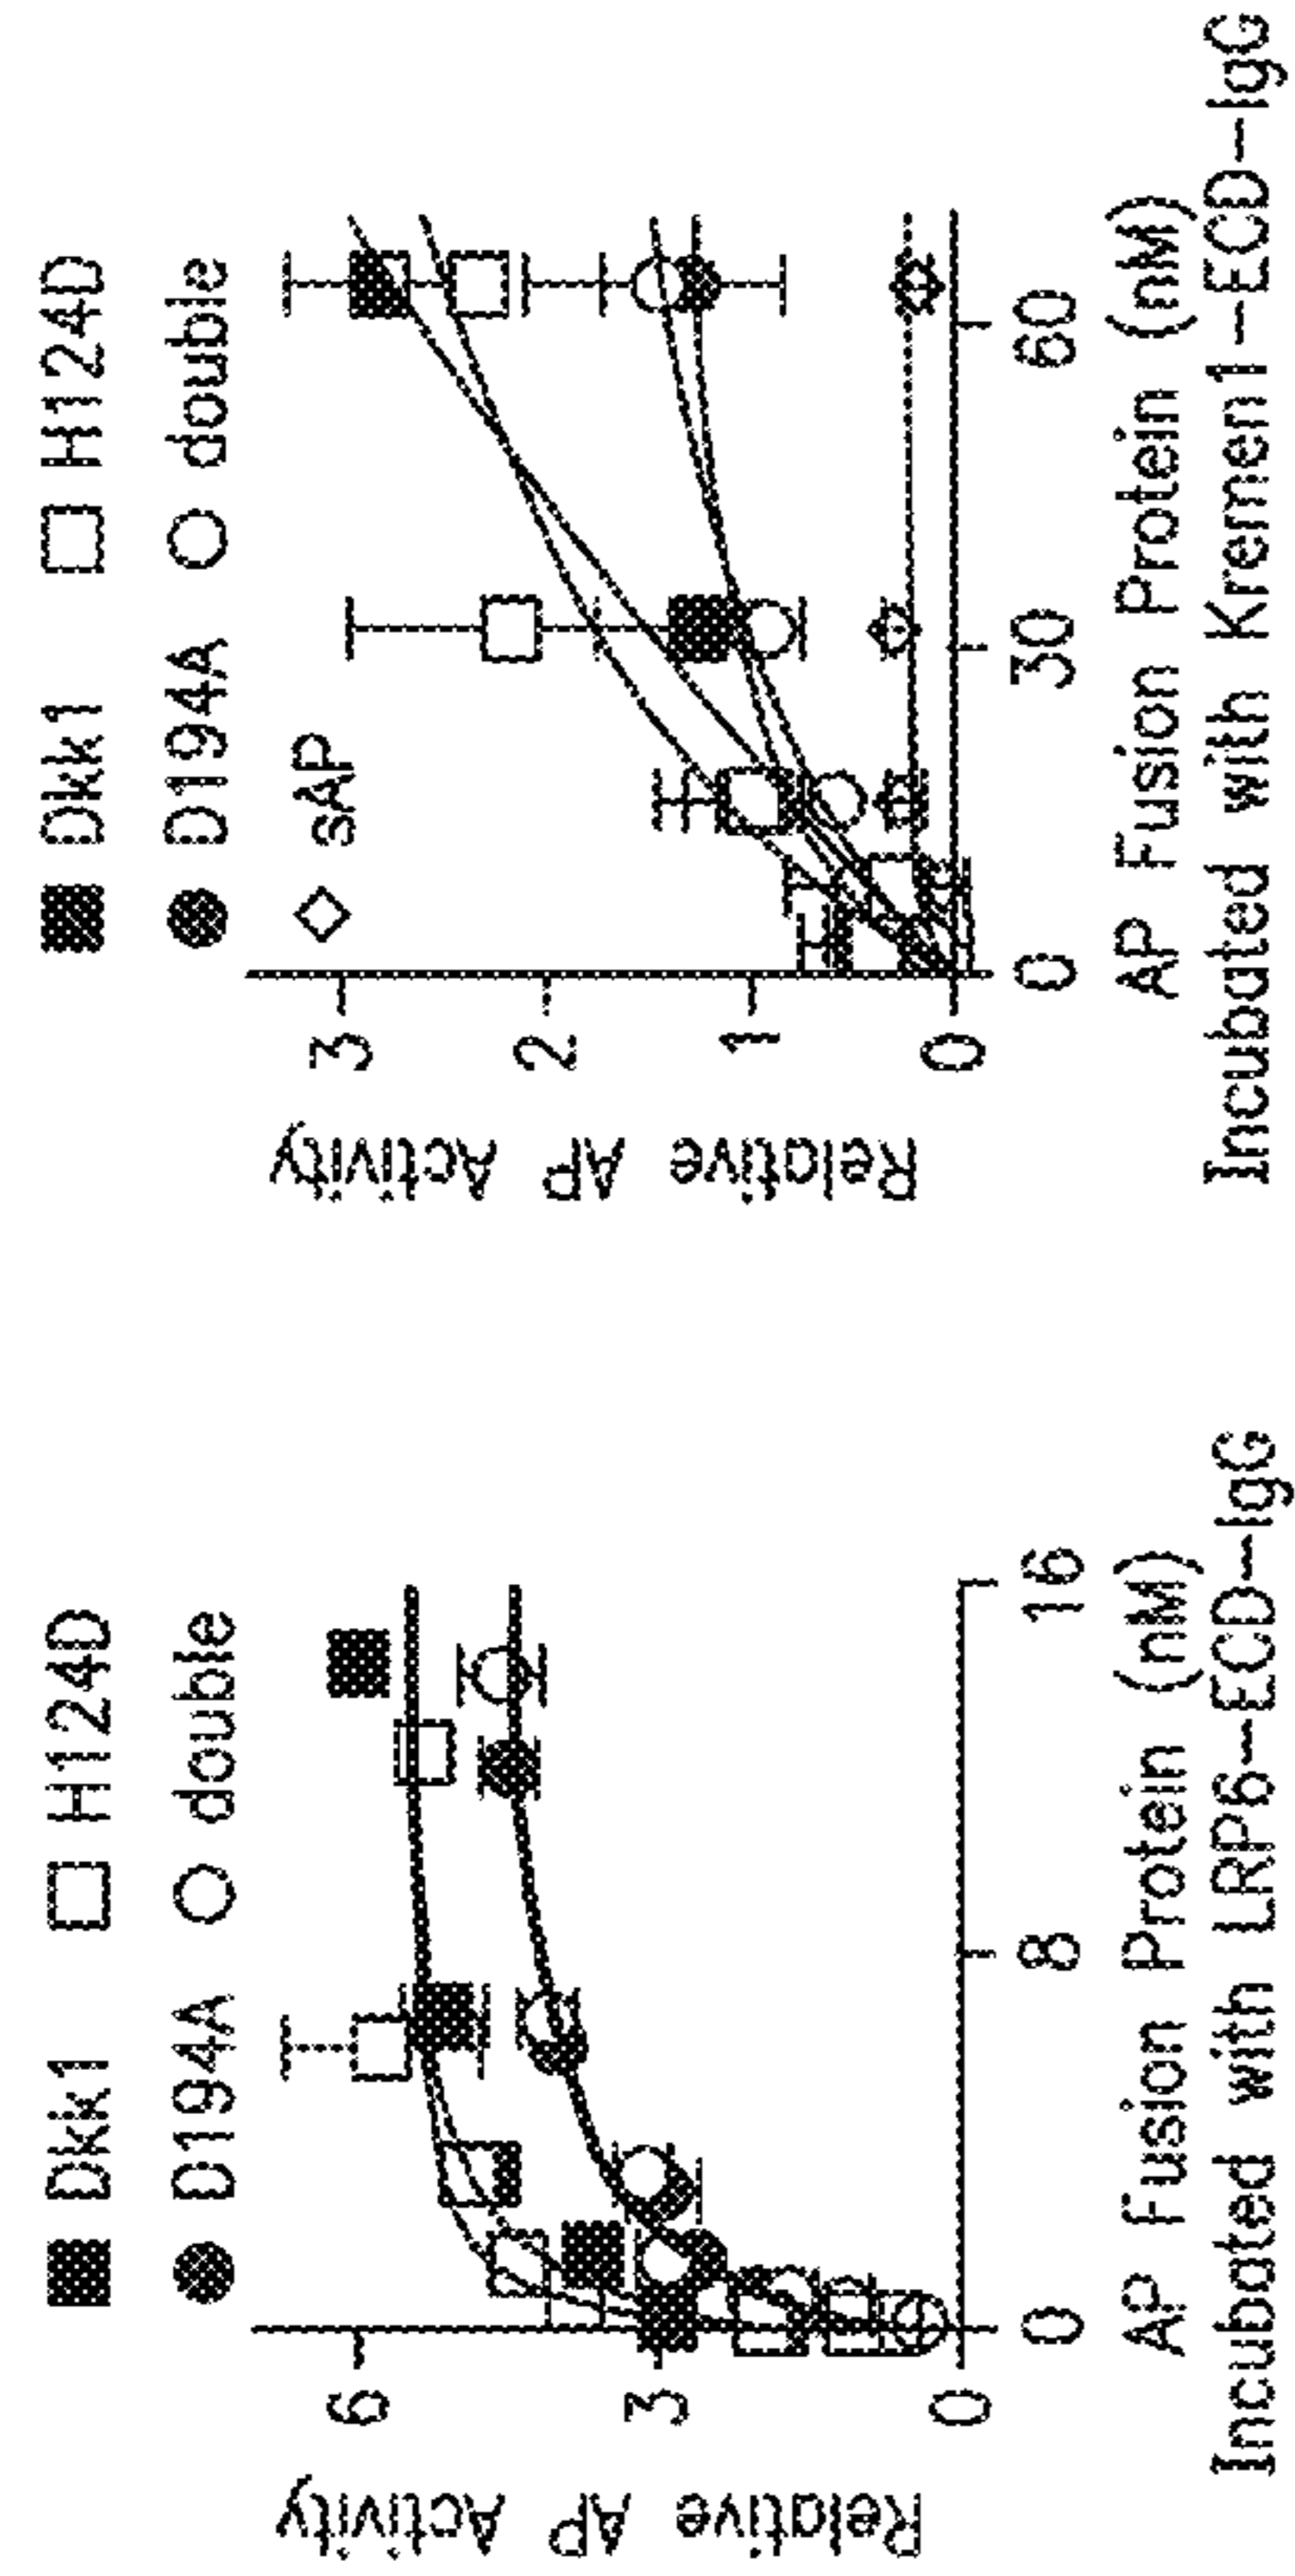 Dkk1 H124D
D194A double
Relative AP Activity
6
3
0
0 8 16
AP Fusion Protein (nM)
Incubated with LRP6-ECD-IgG
Dkk1 H124D
D194A double
sAP
Relative AP Activity
3
2
1
0
0 30 60
AP Fusion Protein (nM)
Incubated with Kremen1-ECD-IgG